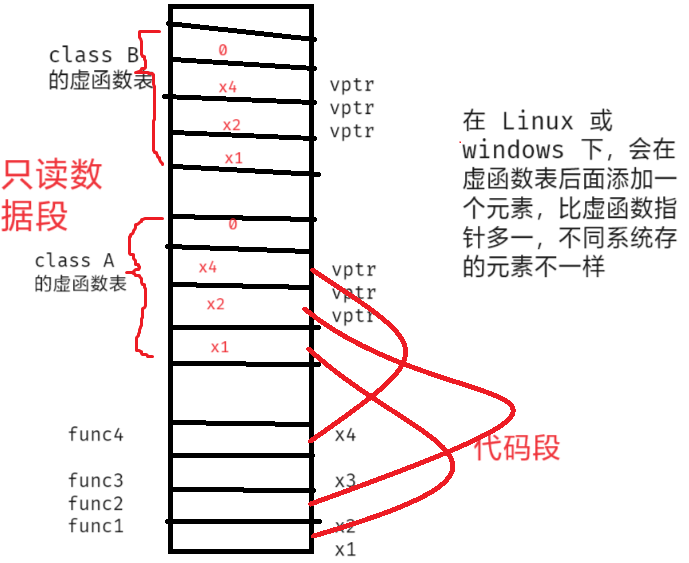 class B
的虚函数表
0
x4
x2
x1
vptr
vptr
vptr
只读数
据段
class A
的虚函数表
0
x4
x2
x1
vptr
vptr
vptr
在 Linux 或
windows 下，会在
虚函数表后面添加一
个元素，比虚函数指
针多一，不同系统存
的元素不一样
func4
func3
func2
func1
x4
x3
x2
x1
代码段